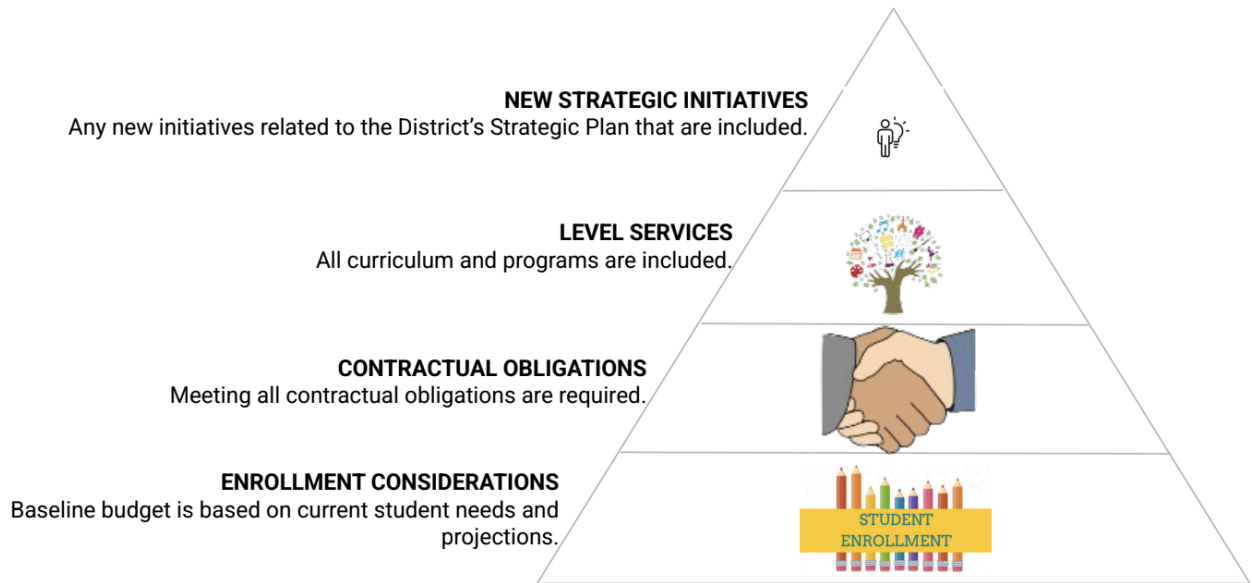 NEW STRATEGIC INITIATIVES
Any new initiatives related to the District’s Strategic Plan that are included.
LEVEL SERVICES
All curriculum and programs are included.
CONTRACTUAL OBLIGATIONS
Meeting all contractual obligations are required.
ENROLLMENT CONSIDERATIONS
Baseline budget is based on current student needs and
projections.
STUDENT
ENROLLMENT